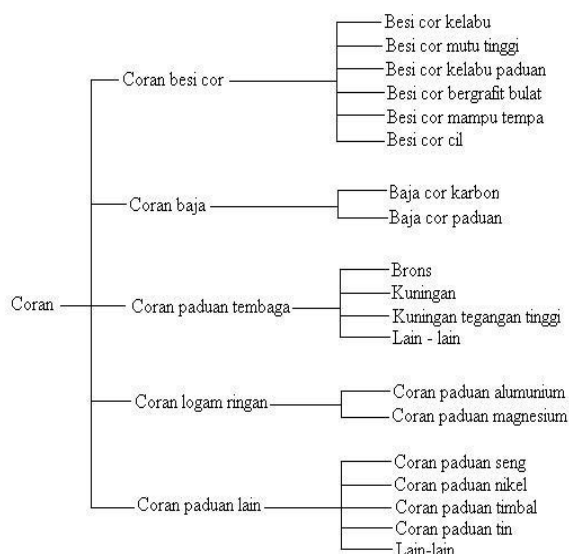 Besi cor kelabu
Besi cor mutu tinggi
Coran besi cor
Besi cor kelabu paduan
Besi cor bergrafit bulat
Besi cor mampu tempa
Besi cor cil
Coran baja
Baja cor karbon
Baja cor paduan
Coran
Coran paduan tembaga
Brons
Kuningan
Kuningan tegangan tinggi
Lain - lain
Coran logam ringan
Coran paduan alumunium
Coran paduan magnesium
Coran paduan lain
Coran paduan seng
Coran paduan nikel
Coran paduan timbal
Coran paduan tin
Lain-lain